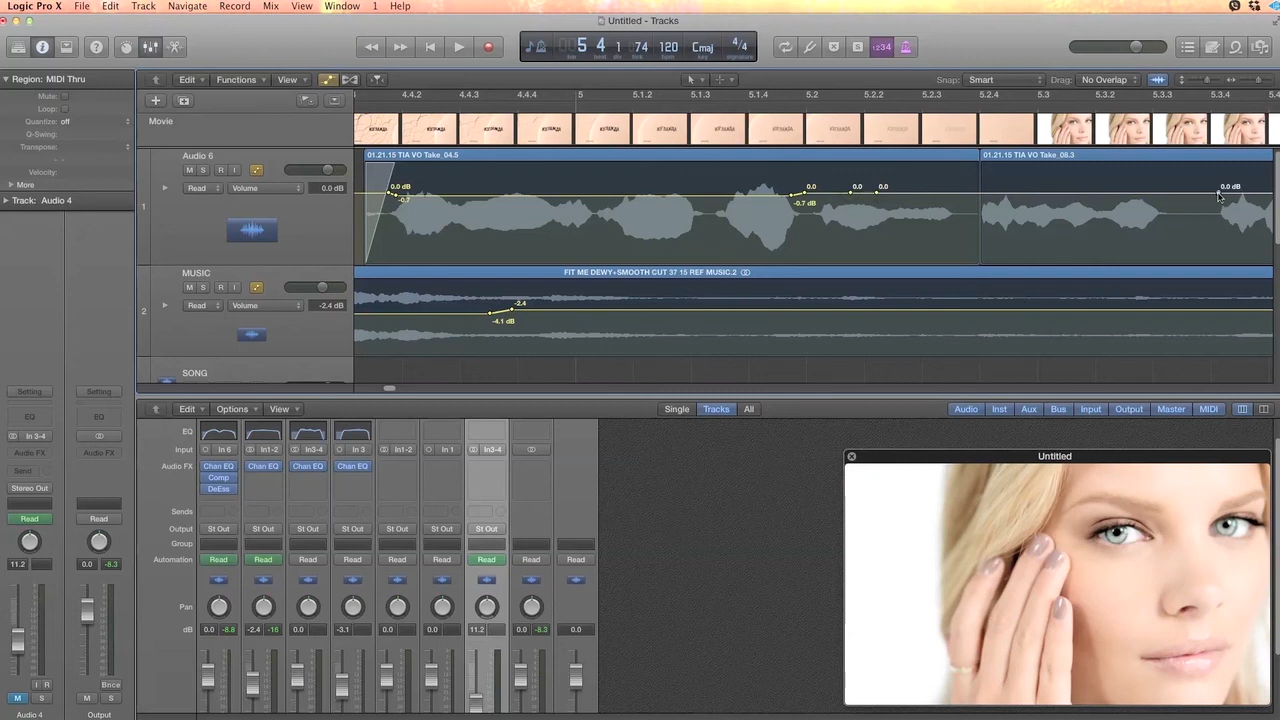 Logic Pro X File Edit Track Navigate Record Mix View Window 1 Help
Untitled - Tracks
5 4 1 74 120 Cmaj 4/4
1234
Region: MIDI Thru
Edit Functions View Snap: Smart Drag: No Overlap
Mute:
Loop:
Quantize: off
Q-Swing:
Transpose:
Velocity:
More
Track: Audio 4
4.4.2 4.4.3 4.4.4 5 5.1.2 5.1.3 5.1.4 5.2 5.2.2 5.2.3 5.2.4 5.3 5.3.2 5.3.3 5.3.4
Movie
Audio 6
M S R I
Read Volume 0.0 dB
1
01.21.15 TIA VO Take_04.5 01.21.15 TIA VO Take_08.3
0.0 dB 0.0 0.0 0.0 0.0 dB
-0.7 -0.7 dB
MUSIC
M S R I
Read Volume -2.4 dB
2
FIT ME DEWY+SMOOTH CUT 37 15 REF MUSIC.2
-2.4
-4.1 dB
SONG
Setting Setting
EQ EQ
In 3-4
Audio FX Audio FX
Send
Stereo Out
Read Read
11.2 0.0 -8.3
I R Bnce
M S M S
Audio 4 Output
Edit Options View Single Tracks All Audio Inst Aux Bus Input Output Master MIDI
EQ
Input In 6 In1-2 In3-4 In 3 In1-2 In 1 In3-4
Audio FX Chan EQ Chan EQ Chan EQ Chan EQ
Comp
DeEss
Sends
Output St Out St Out St Out St Out St Out St Out St Out
Group
Automation Read Read Read Read Read Read Read Read Read
Pan
dB 0.0 -8.8 -2.4 -16 0.0 -3.1 0.0 0.0 11.2 0.0 -8.3 0.0
Untitled